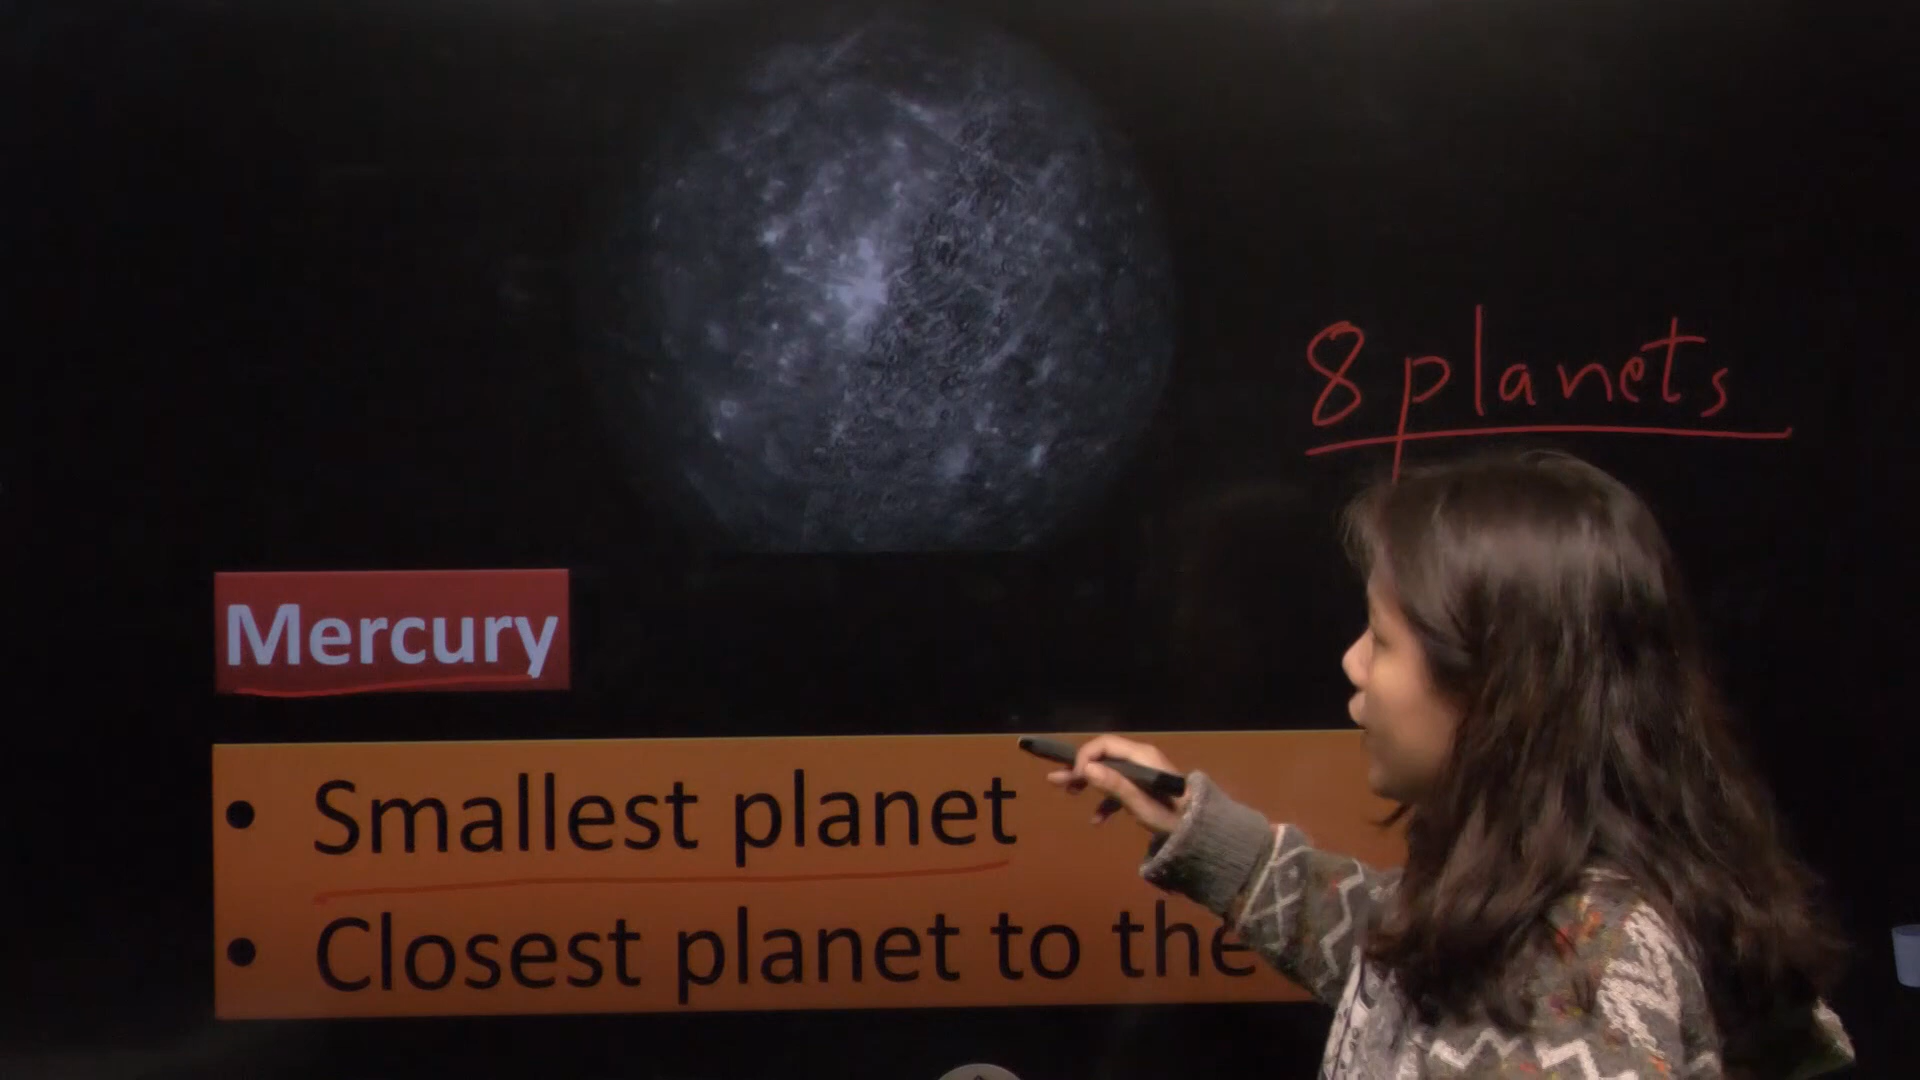 8 planets
Mercury
• Smallest planet
• Closest planet to the